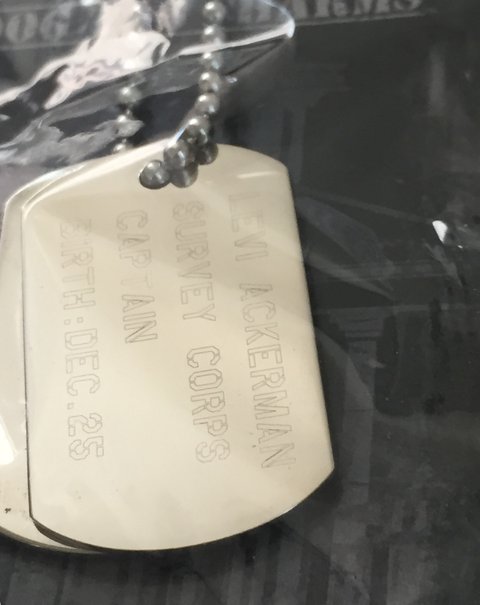 LEVI ACKERMAN
SURVEY CORPS
CAPTAIN
BIRTH:DEC.25